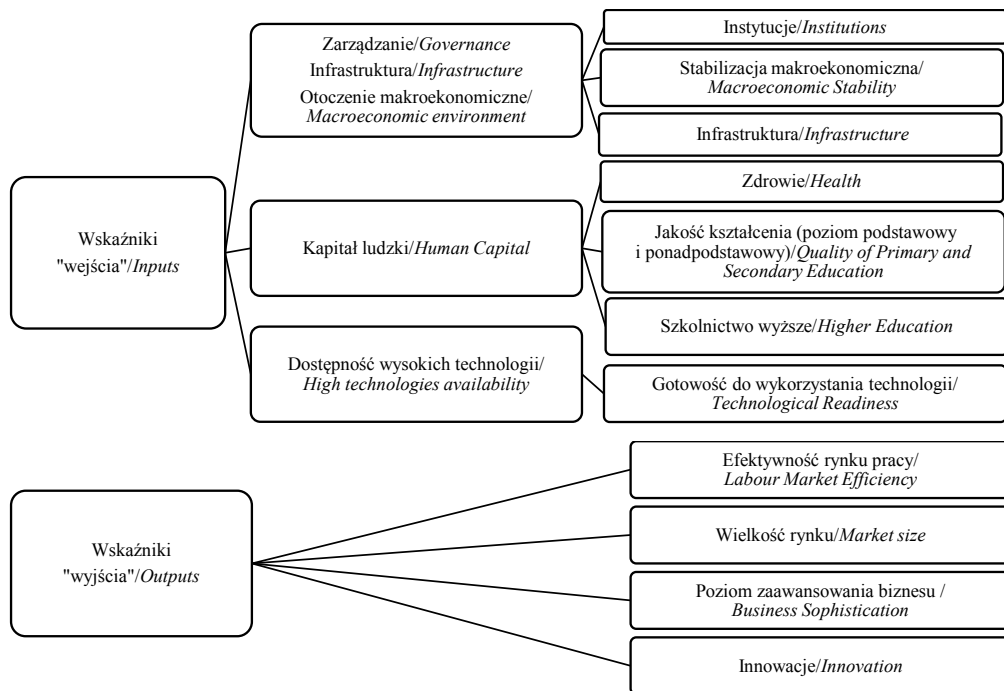 Zarządzanie/Governance
Infrastruktura/Infrastructure
Otoczenie makroekonomiczne/
Macroeconomic environment
Instytucje/Institutions
Stabilizacja makroekonomiczna/
Macroeconomic Stability
Infrastruktura/Infrastructure
Wskaźniki
"wejścia"/Inputs
Kapitał ludzki/Human Capital
Zdrowie/Health
Jakość kształcenia (poziom podstawowy
i ponadpodstawowy)/Quality of Primary and
Secondary Education
Szkolnictwo wyższe/Higher Education
Dostępność wysokich technologii/
High technologies availability
Gotowość do wykorzystania technologii/
Technological Readiness
Wskaźniki
"wyjścia"/Outputs
Efektywność rynku pracy/
Labour Market Efficiency
Wielkość rynku/Market size
Poziom zaawansowania biznesu /
Business Sophistication
Innowacje/Innovation